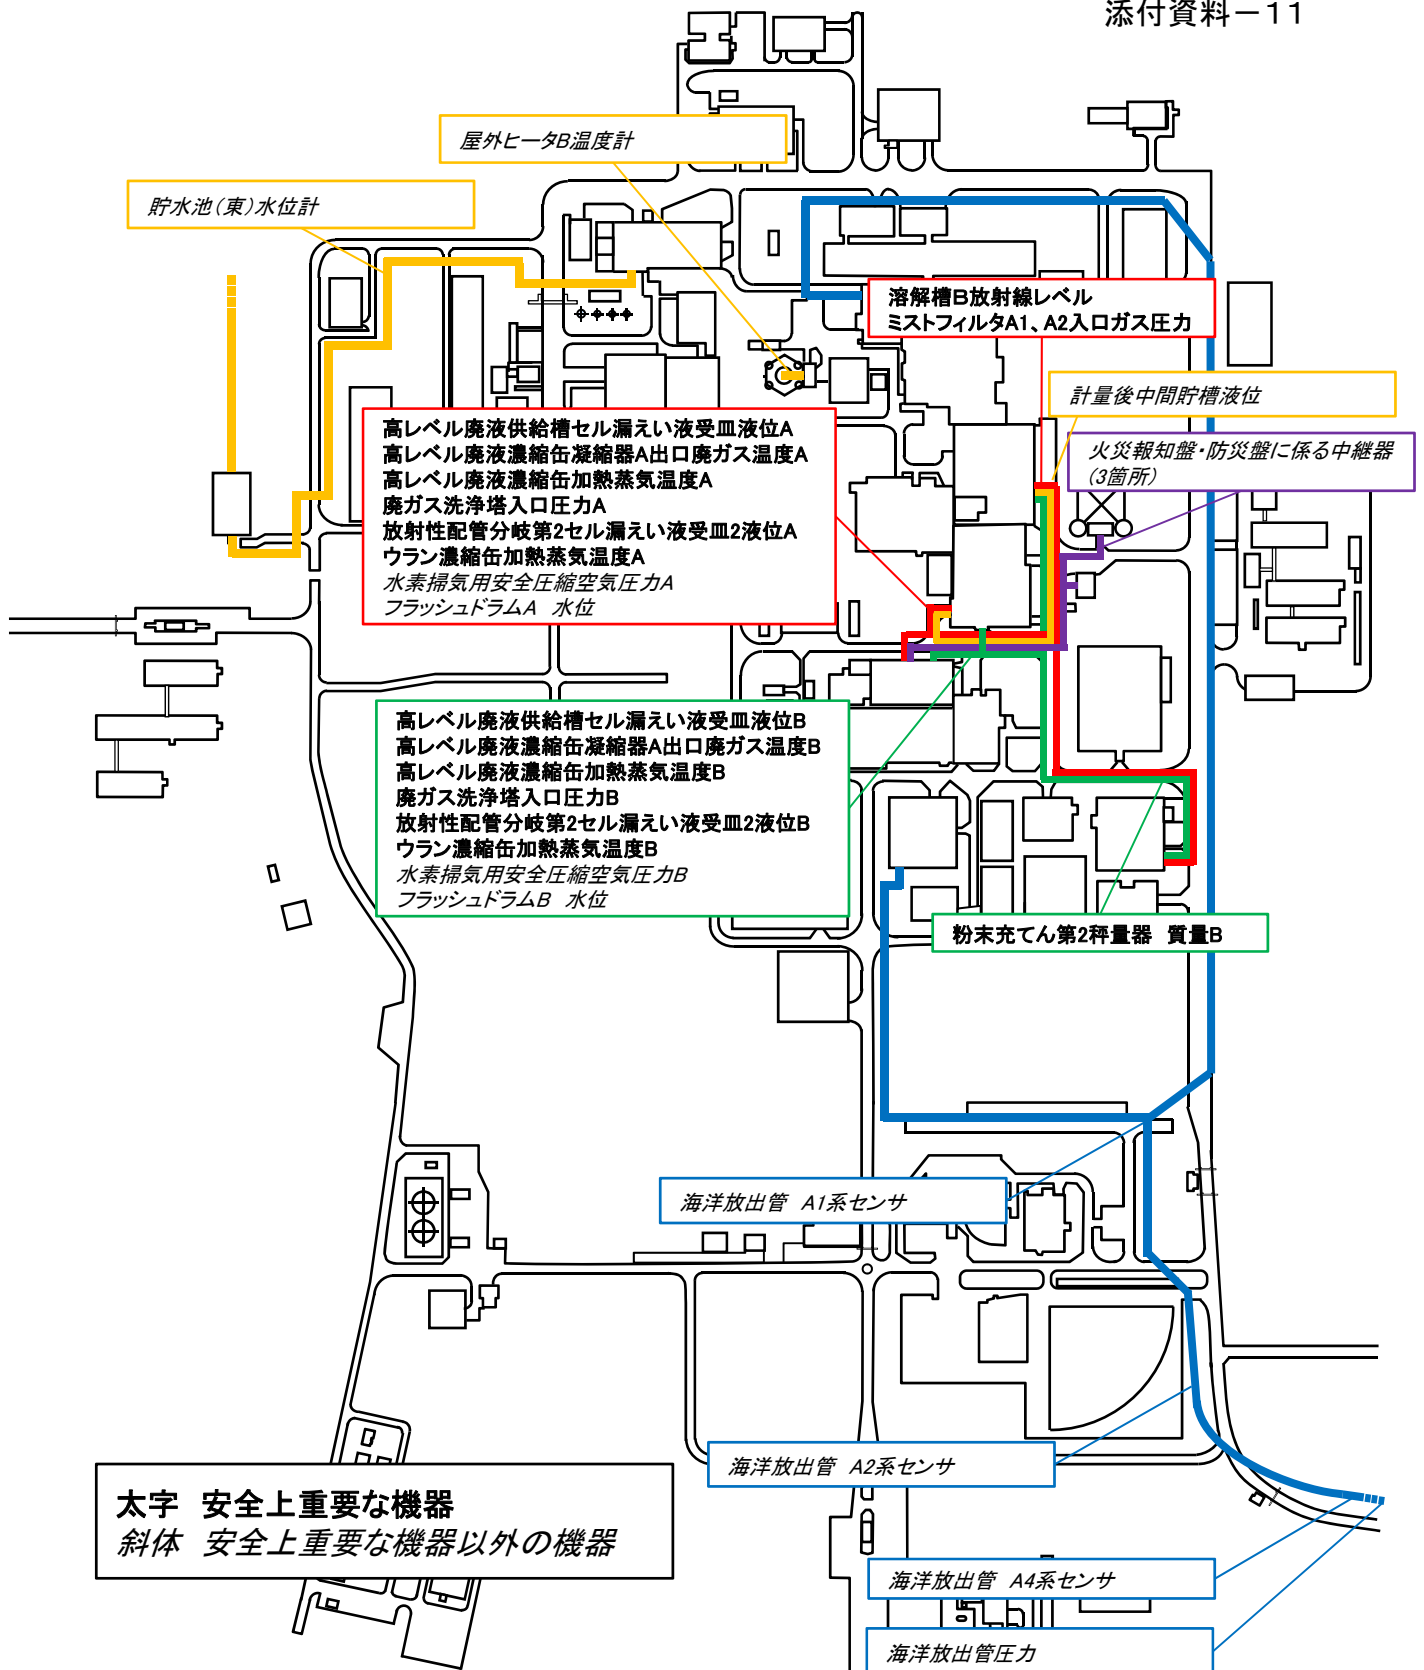 添付資料－11
屋外ヒータB温度計
貯水池（東）水位計
溶解槽B放射線レベル
ミストフィルタA1、A2入口ガス圧力
計量後中間貯槽液位
火災報知盤・防災盤に係る中継器
（3箇所）
高レベル廃液供給槽セル漏えい液受皿液位A
高レベル廃液濃縮缶凝縮器A出口廃ガス温度A
高レベル廃液濃縮缶加熱蒸気温度A
廃ガス洗浄塔入口圧力A
放射性配管分岐第2セル漏えい液受皿2液位A
ウラン濃縮缶加熱蒸気温度A
水素掃気用安全圧縮空気圧力A
フラッシュドラムA　水位
高レベル廃液供給槽セル漏えい液受皿液位B
高レベル廃液濃縮缶凝縮器A出口廃ガス温度B
高レベル廃液濃縮缶加熱蒸気温度B
廃ガス洗浄塔入口圧力B
放射性配管分岐第2セル漏えい液受皿2液位B
ウラン濃縮缶加熱蒸気温度B
水素掃気用安全圧縮空気圧力B
フラッシュドラムB　水位
粉末充てん第2秤量器　質量B
海洋放出管　A1系センサ
海洋放出管　A2系センサ
太字　安全上重要な機器
斜体　安全上重要な機器以外の機器
海洋放出管　A4系センサ
海洋放出管圧力